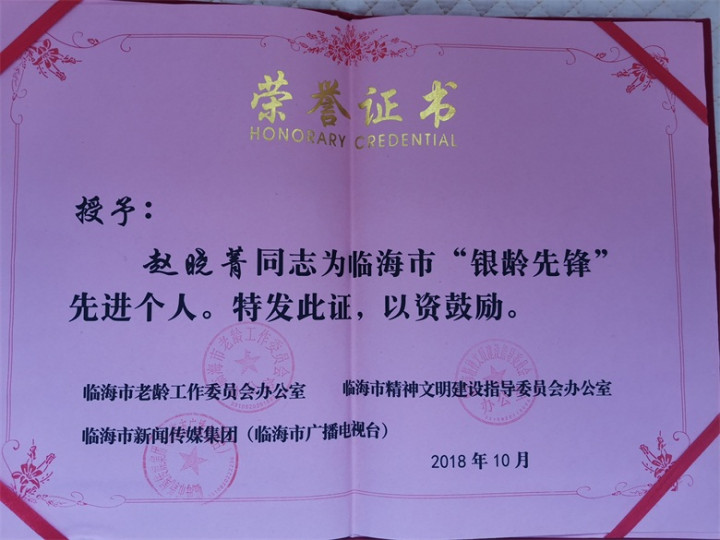 荣誉证书
HONORARY CREDENTIAL
授予：
赵晓菁同志为临海市“银龄先锋”
先进个人。特发此证，以资鼓励。
临海市老龄工作委员会办公室 临海市精神文明建设指导委员会办公室
临海市新闻传媒集团（临海市广播电视台）
2018 年 10 月